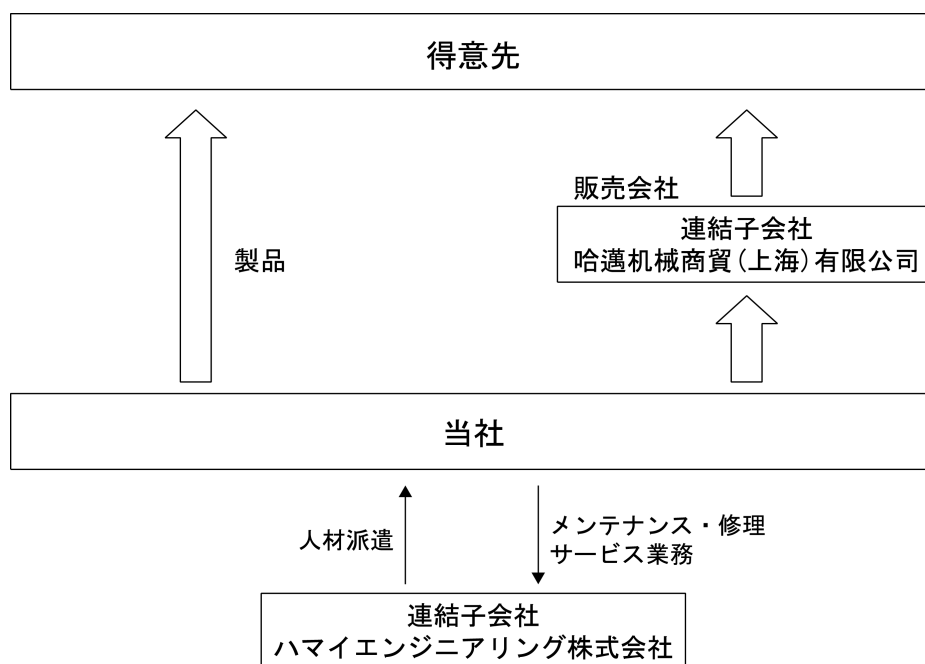 得意先
販売会社
連結子会社
哈邁机械商貿(上海)有限公司
製品
当社
人材派遣
メンテナンス・修理
サービス業務
連結子会社
ハマイエンジニアリング株式会社